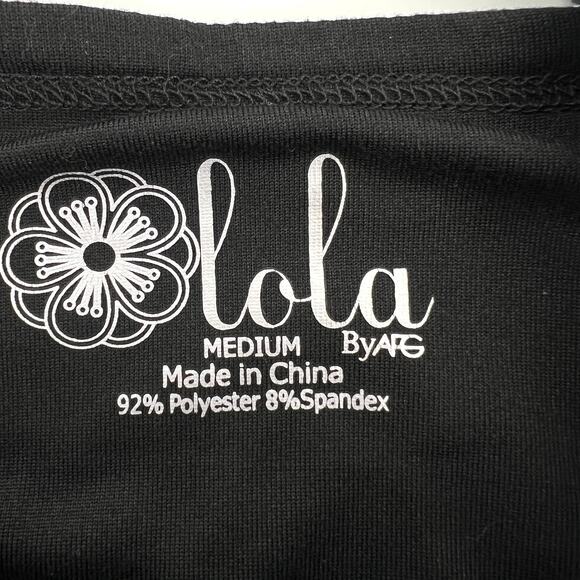 lola
MEDIUM ByAFG
Made in China
92% Polyester 8%Spandex